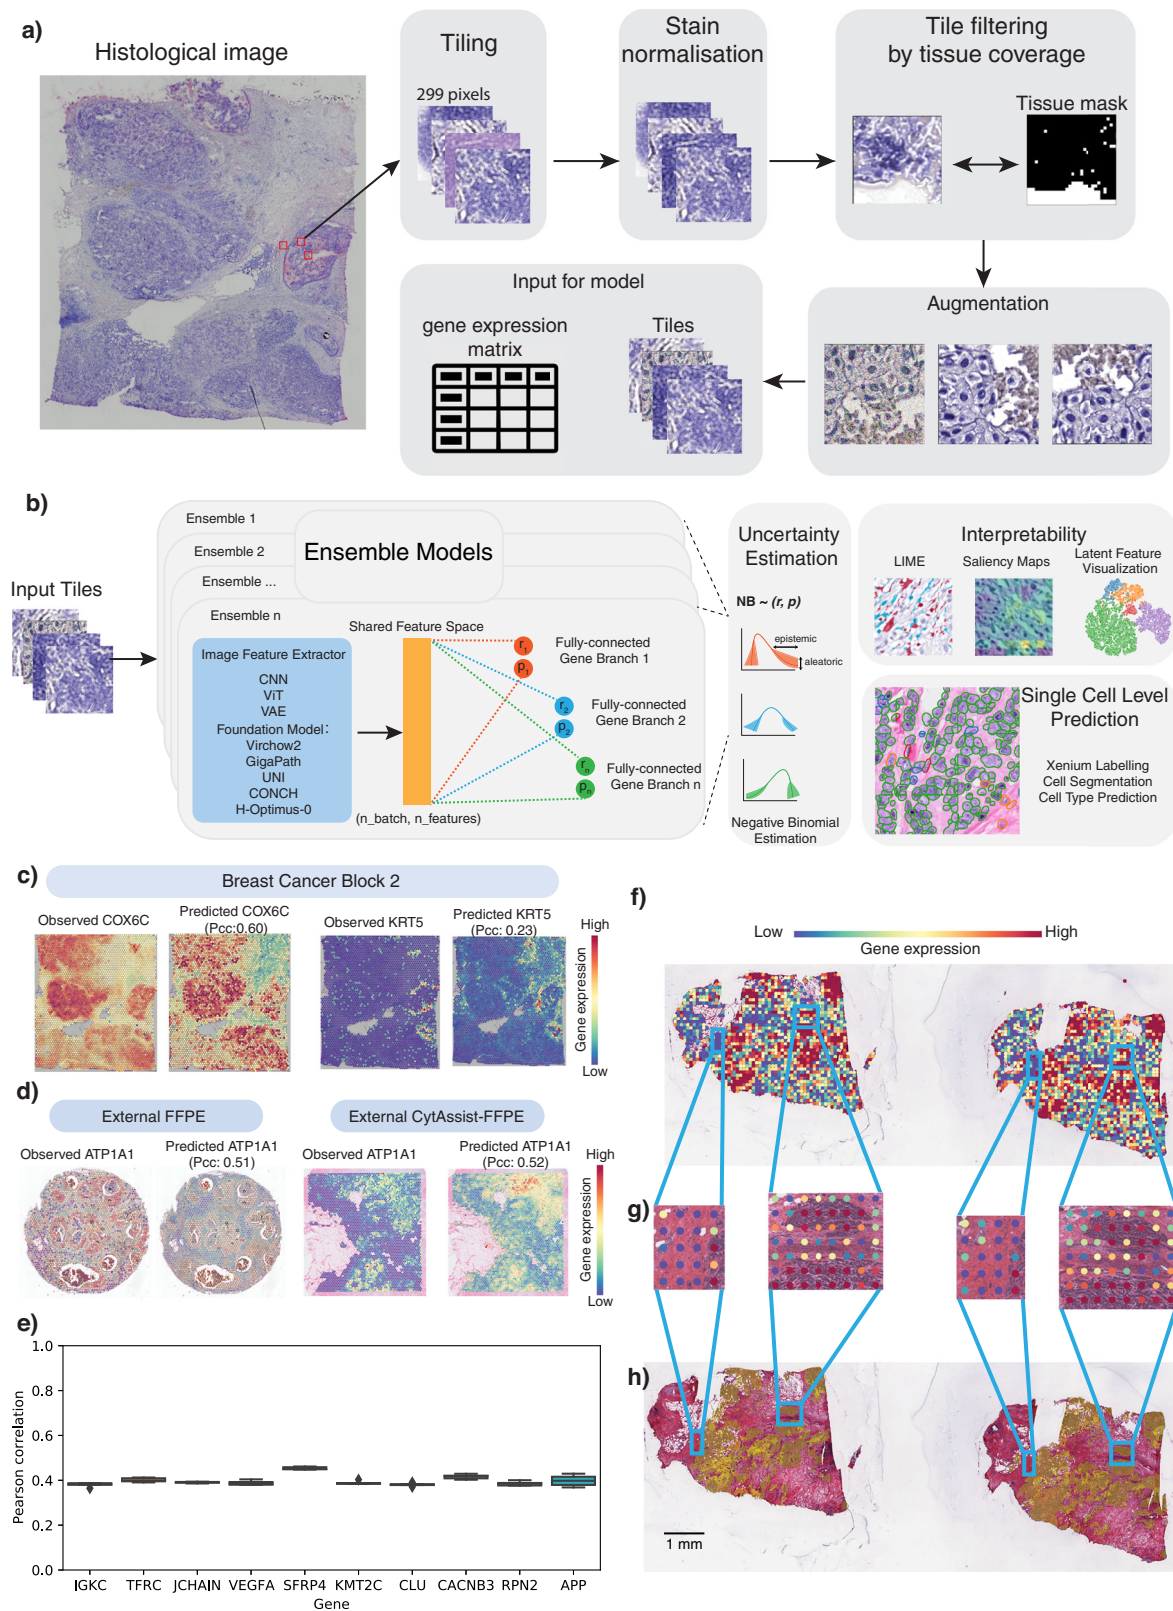 a)
Histological image
Tiling
299 pixels
Stain
normalisation
Tile filtering
by tissue coverage
Tissue mask
Input for model
gene expression
matrix
Tiles
Augmentation
b)
Input Tiles
Ensemble 1
Ensemble 2
Ensemble ...
Ensemble n
Ensemble Models
Image Feature Extractor
CNN
ViT
VAE
Foundation Model:
Virchow2
GigaPath
UNI
CONCH
H-Optimus-0
Shared Feature Space
(n_batch, n_features)
r1
p1
Fully-connected
Gene Branch 1
r2
p2
Fully-connected
Gene Branch 2
rn
pn
Fully-connected
Gene Branch n
Uncertainty
Estimation
NB ~ (r, p)
epistemic
aleatoric
Negative Binomial
Estimation
Interpretability
LIME
Saliency Maps
Latent Feature
Visualization
Single Cell Level
Prediction
Xenium Labelling
Cell Segmentation
Cell Type Prediction
c)
Breast Cancer Block 2
Observed COX6C
Predicted COX6C
(Pcc:0.60)
Observed KRT5
Predicted KRT5
(Pcc: 0.23)
High
Gene expression
Low
d)
External FFPE
External CytAssist-FFPE
Observed ATP1A1
Predicted ATP1A1
(Pcc: 0.51)
Observed ATP1A1
Predicted ATP1A1
(Pcc: 0.52)
High
Gene expression
Low
e)
Pearson correlation
1.0
0.8
0.6
0.4
0.2
0.0
IGKC TFRC JCHAIN VEGFA SFRP4 KMT2C CLU CACNB3 RPN2 APP
Gene
f)
Low
High
Gene expression
g)
h)
1 mm